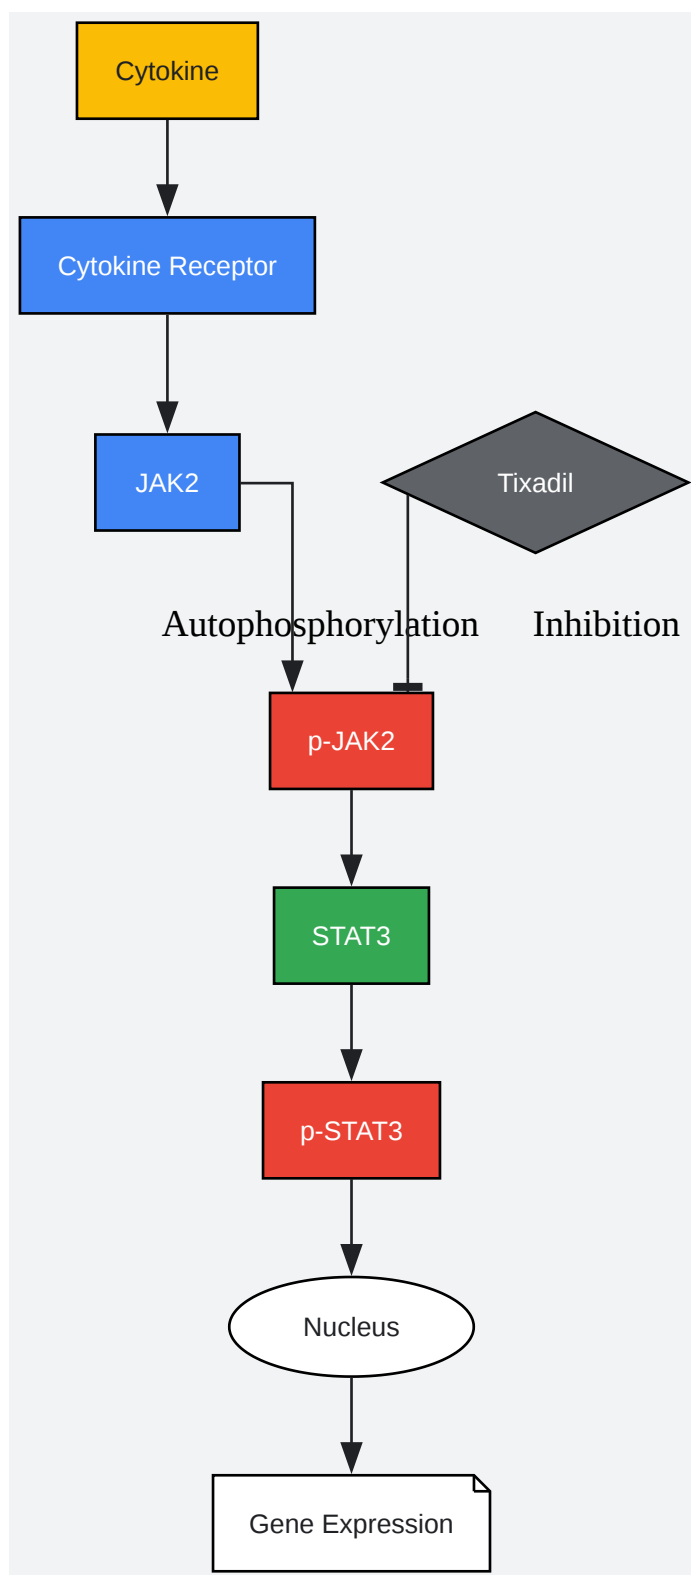 Cytokine
Cytokine Receptor
JAK2
Tixadil
Autophosphorylation
Inhibition
p-JAK2
STAT3
p-STAT3
Nucleus
Gene Expression